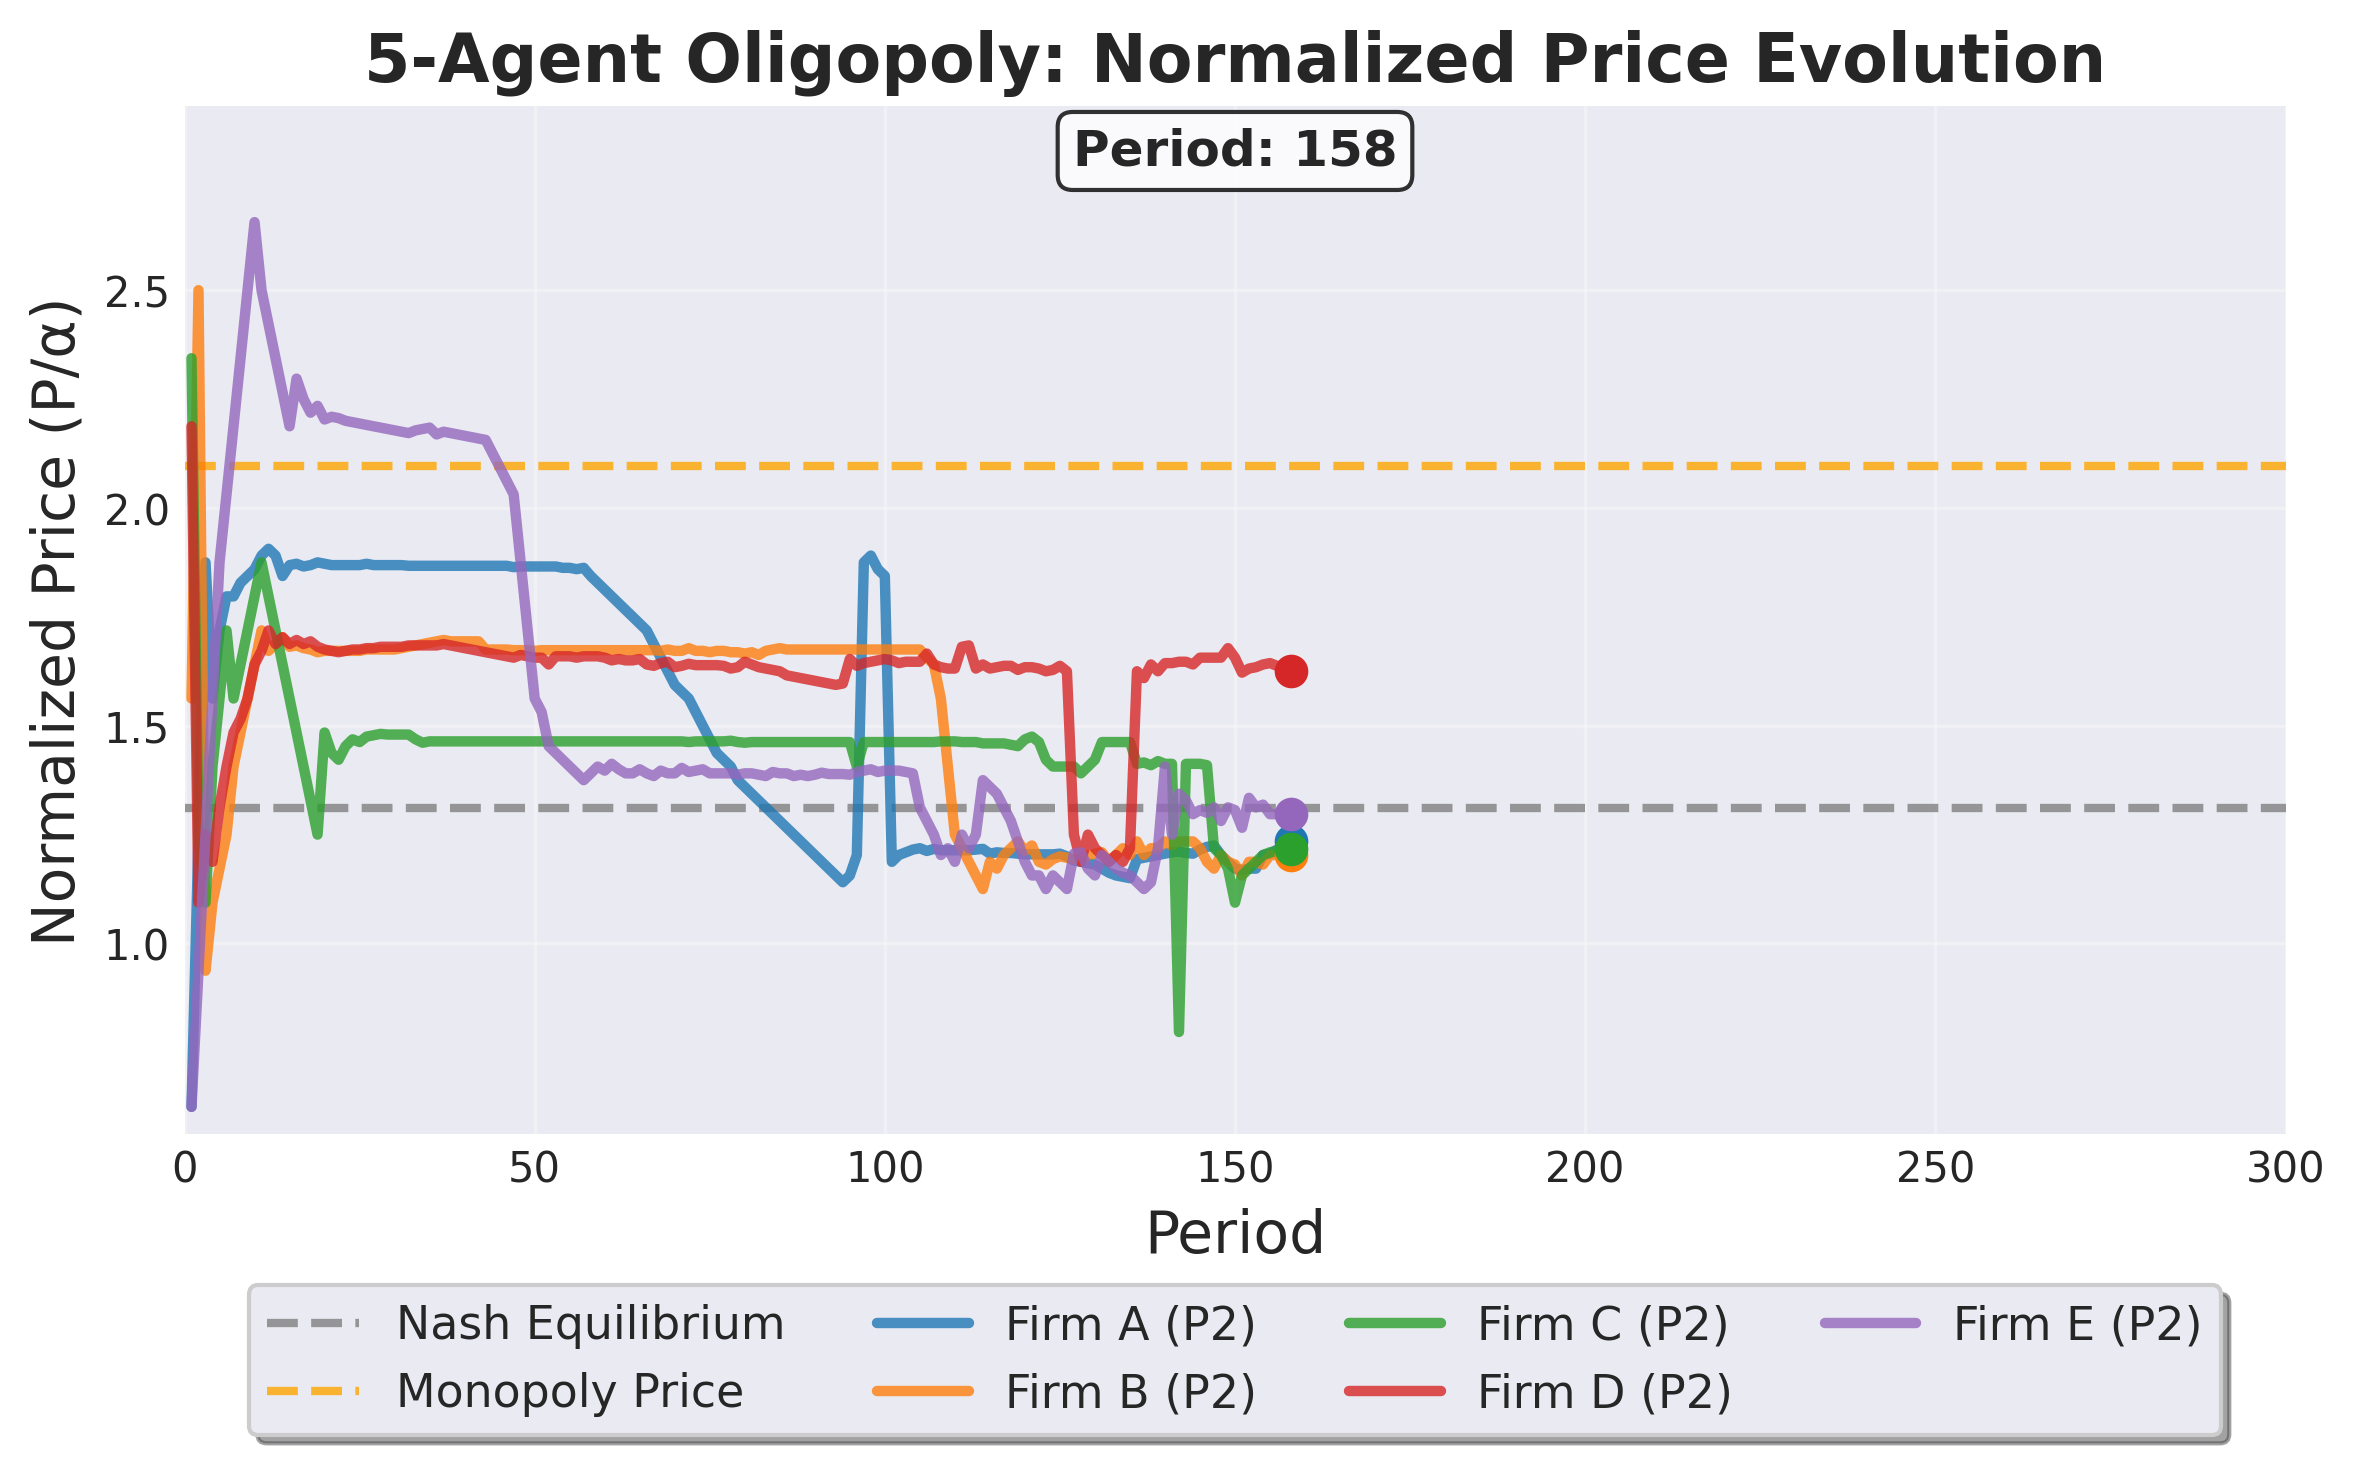 5-Agent Oligopoly: Normalized Price Evolution
Period: 158
Normalized Price (P/α)
2.5
2.0
1.5
1.0
0 50 100 150 200 250 300
Period
Nash Equilibrium
Monopoly Price
Firm A (P2)
Firm B (P2)
Firm C (P2)
Firm D (P2)
Firm E (P2)